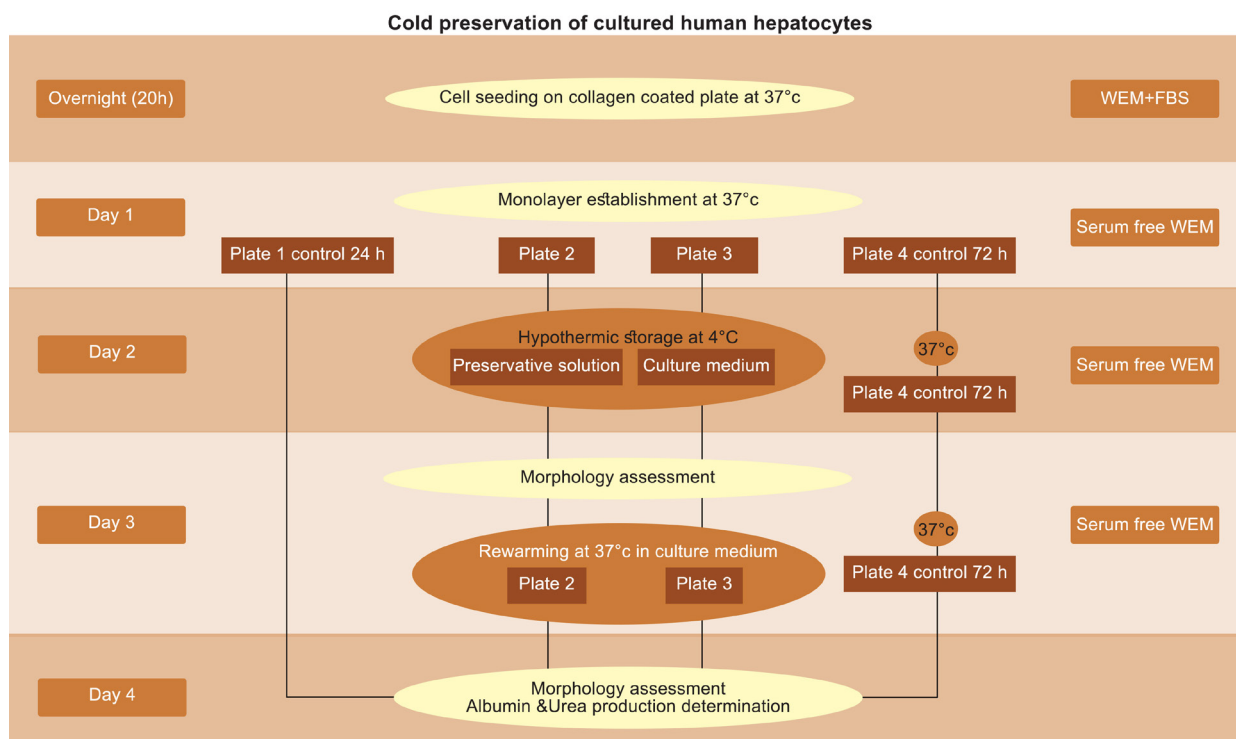 Cold preservation of cultured human hepatocytes
Overnight (20h)
Cell seeding on collagen coated plate at 37°c
WEM+FBS
Day 1
Monolayer establishment at 37°c
Serum free WEM
Plate 1 control 24 h
Plate 2
Plate 3
Plate 4 control 72 h
Day 2
Hypothermic storage at 4°C
Preservative solution
Culture medium
37°c
Plate 4 control 72 h
Serum free WEM
Morphology assessment
Day 3
Rewarming at 37°c in culture medium
Plate 2
Plate 3
37°c
Plate 4 control 72 h
Serum free WEM
Day 4
Morphology assessment
Albumin &Urea production determination